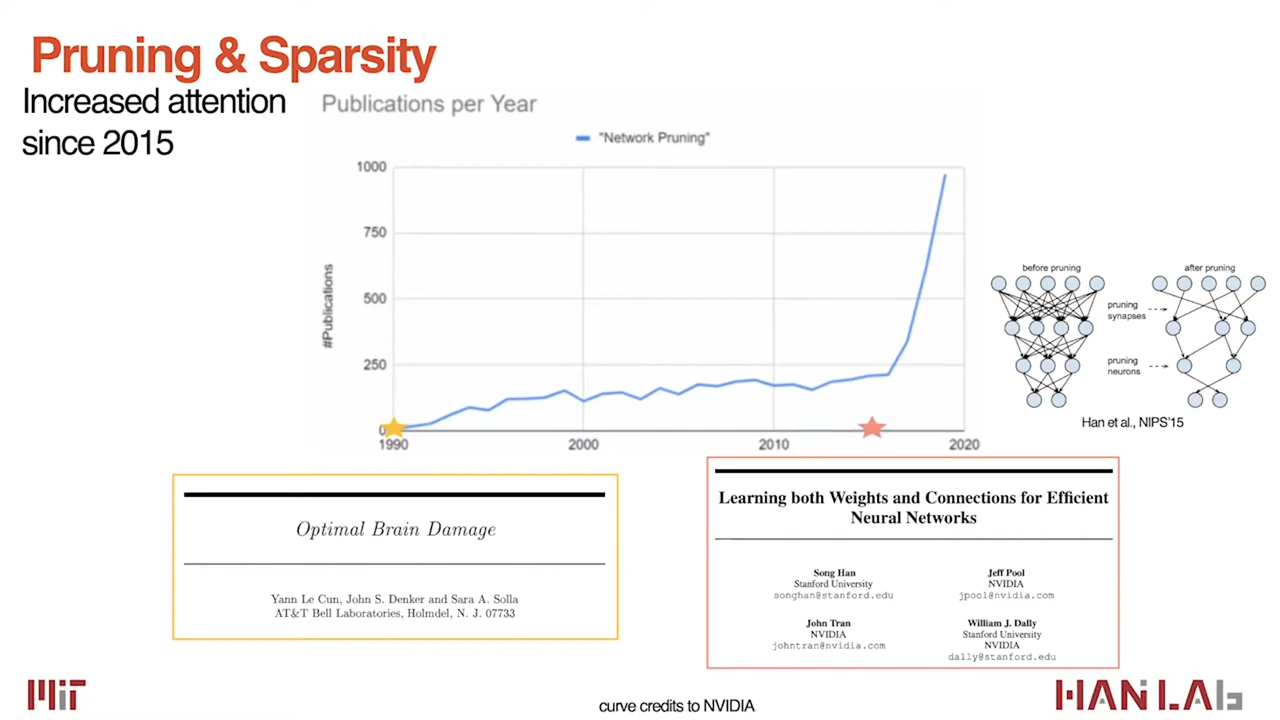 Pruning & Sparsity
Increased attention
since 2015
Publications per Year
"Network Pruning"
1000
750
500
250
0
#Publications
1990
2000
2010
2020
before pruning
after pruning
pruning
synapses
pruning
neurons
Han et al., NIPS'15
Optimal Brain Damage
Yann Le Cun, John S. Denker and Sara A. Solla
AT&T Bell Laboratories, Holmdel, N. J. 07733
Learning both Weights and Connections for Efficient
Neural Networks
Song Han
Stanford University
songhan@stanford.edu
Jeff Pool
NVIDIA
jpool@nvidia.com
John Tran
NVIDIA
johntran@nvidia.com
William J. Dally
Stanford University
NVIDIA
dally@stanford.edu
MIT
curve credits to NVIDIA
HAN LAB